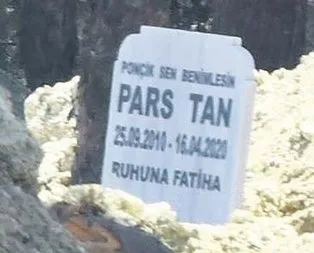 PONÇİK SEN BENİMLESİN
PARS TAN
25.09.2010 - 16.04.2020
RUHUNA FATİHA